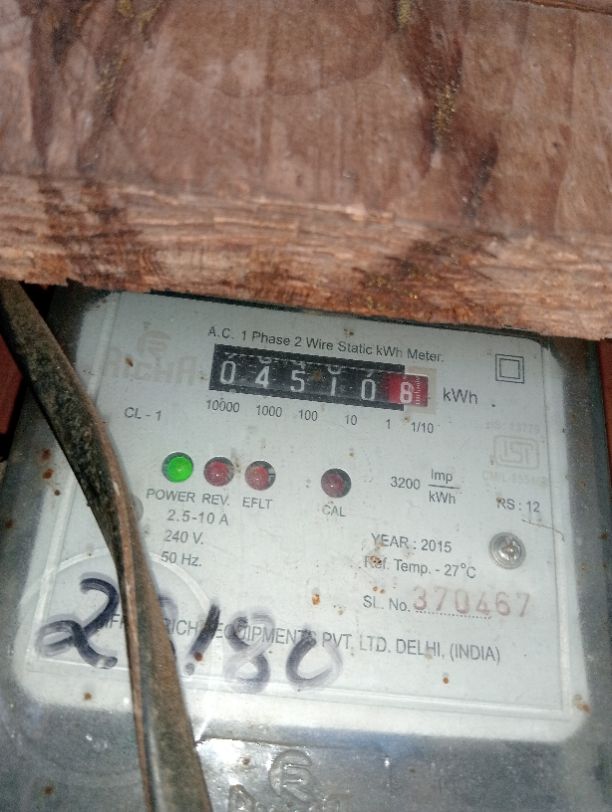 A.C. 1 Phase 2 Wire Static kWh Meter.
045108 kWh
10000 1000 100 10 1 1/10
CL - 1
3200 Imp/kWh
POWER REV. EFLT CAL
RS : 12
2.5-10 A
240 V.
50 Hz.
YEAR : 2015
Ref. Temp. - 27°C
SL. No. 370467
EQUIPMENTS PVT. LTD. DELHI, (INDIA)